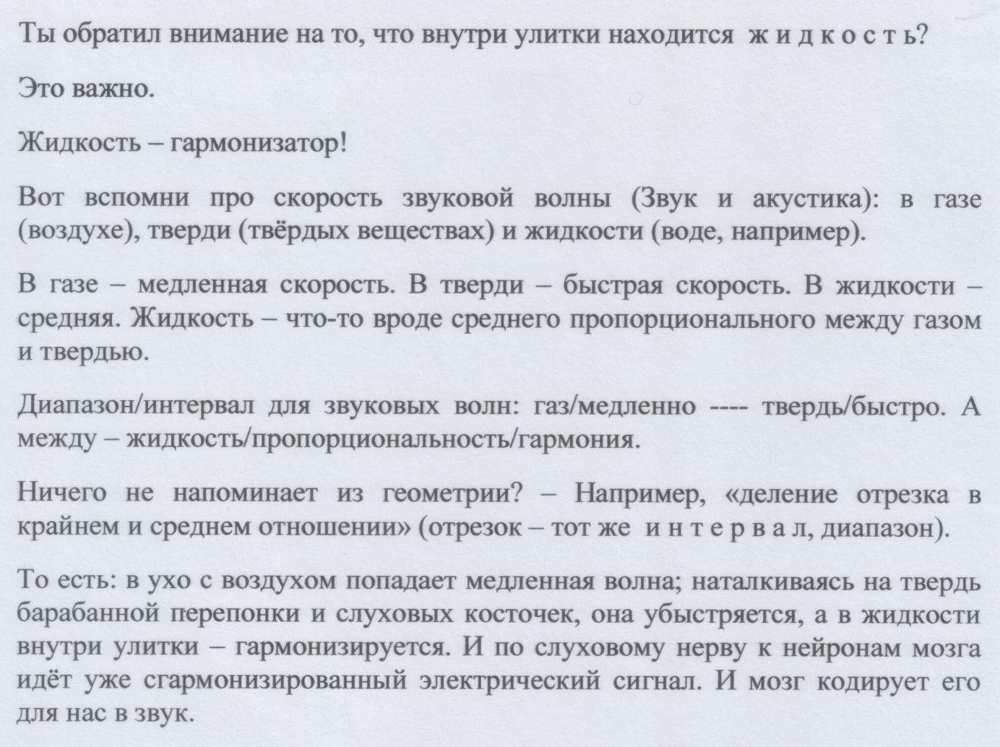 Ты обратил внимание на то, что внутри улитки находится  ж и д к о с т ь?
Это важно.
Жидкость – гармонизатор!
Вот вспомни про скорость звуковой волны (Звук и акустика): в газе
(воздухе), тверди (твёрдых веществах) и жидкости (воде, например).
В газе – медленная скорость. В тверди – быстрая скорость. В жидкости –
средняя. Жидкость – что-то вроде среднего пропорционального между газом
и твердью.
Диапазон/интервал для звуковых волн: газ/медленно ---- твердь/быстро. А
между – жидкость/пропорциональность/гармония.
Ничего не напоминает из геометрии? – Например, «деление отрезка в
крайнем и среднем отношении» (отрезок – тот же  и н т е р в а л, диапазон).
То есть: в ухо с воздухом попадает медленная волна; наталкиваясь на твердь
барабанной перепонки и слуховых косточек, она убыстряется, а в жидкости
внутри улитки – гармонизируется. И по слуховому нерву к нейронам мозга
идёт уже сгармонизированный электрический сигнал. И мозг кодирует его
для нас в звук.